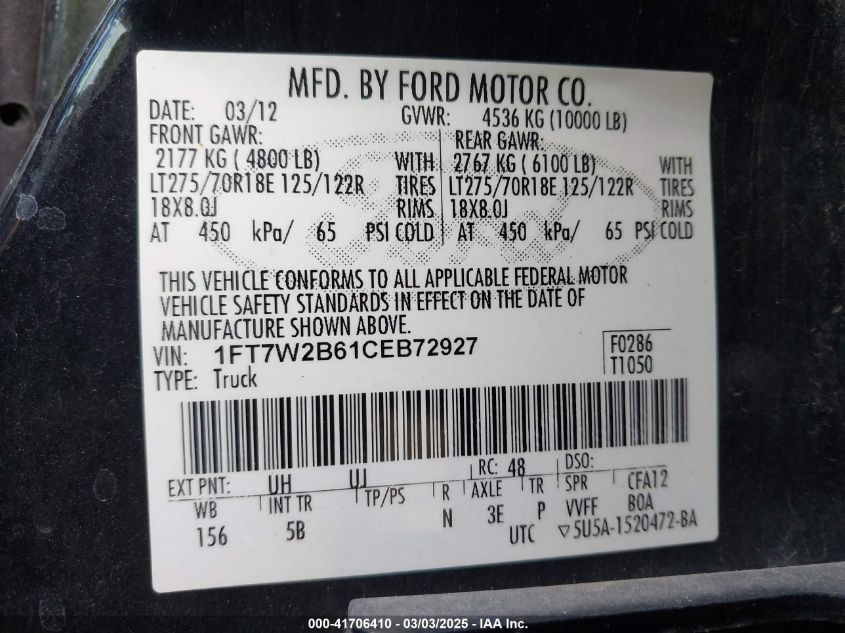 MFD. BY FORD MOTOR CO.
DATE: 03/12 GVWR: 4536 KG (10000 LB)
FRONT GAWR: REAR GAWR:
2177 KG ( 4800 LB) WITH 2767 KG ( 6100 LB) WITH
LT275/70R18E 125/122R TIRES LT275/70R18E 125/122R TIRES
18X8.0J RIMS 18X8.0J RIMS
AT 450 kPa/ 65 PSI COLD AT 450 kPa/ 65 PSI COLD
THIS VEHICLE CONFORMS TO ALL APPLICABLE FEDERAL MOTOR
VEHICLE SAFETY STANDARDS IN EFFECT ON THE DATE OF
MANUFACTURE SHOWN ABOVE.
VIN: 1FT7W2B61CEB72927 F0286
TYPE: Truck T1050
EXT PNT: UH UJ RC: 48 DSO:
WB INT TR TP/PS R AXLE TR SPR CFA12
156 5B N 3E P VVFF BOA
UTC ▽5U5A-1520472-BA
000-41706410 - 03/03/2025 - IAA Inc.